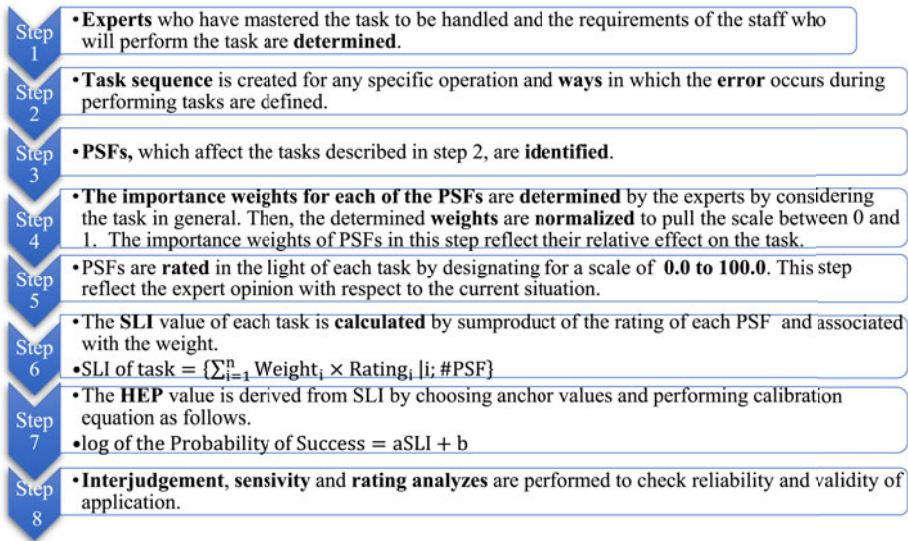 Step
1
•Experts who have mastered the task to be handled and the requirements of the staff who
will perform the task are determined.
Step
2
•Task sequence is created for any specific operation and ways in which the error occurs during
performing tasks are defined.
Step
3
•PSFs, which affect the tasks described in step 2, are identified.
Step
4
•The importance weights for each of the PSFs are determined by the experts by considering
the task in general. Then, the determined weights are normalized to pull the scale between 0 and
1. The importance weights of PSFs in this step reflect their relative effect on the task.
Step
5
•PSFs are rated in the light of each task by designating for a scale of 0.0 to 100.0. This step
reflect the expert opinion with respect to the current situation.
Step
6
•The SLI value of each task is calculated by sumproduct of the rating of each PSF and associated
with the weight.
•SLI of task = {∑ⁿᵢ₌₁ Weightᵢ × Ratingᵢ |i; #PSF}
Step
7
•The HEP value is derived from SLI by choosing anchor values and performing calibration
equation as follows.
•log of the Probability of Success = aSLI + b
Step
8
•Interjudgement, sensivity and rating analyzes are performed to check reliability and validity of
application.